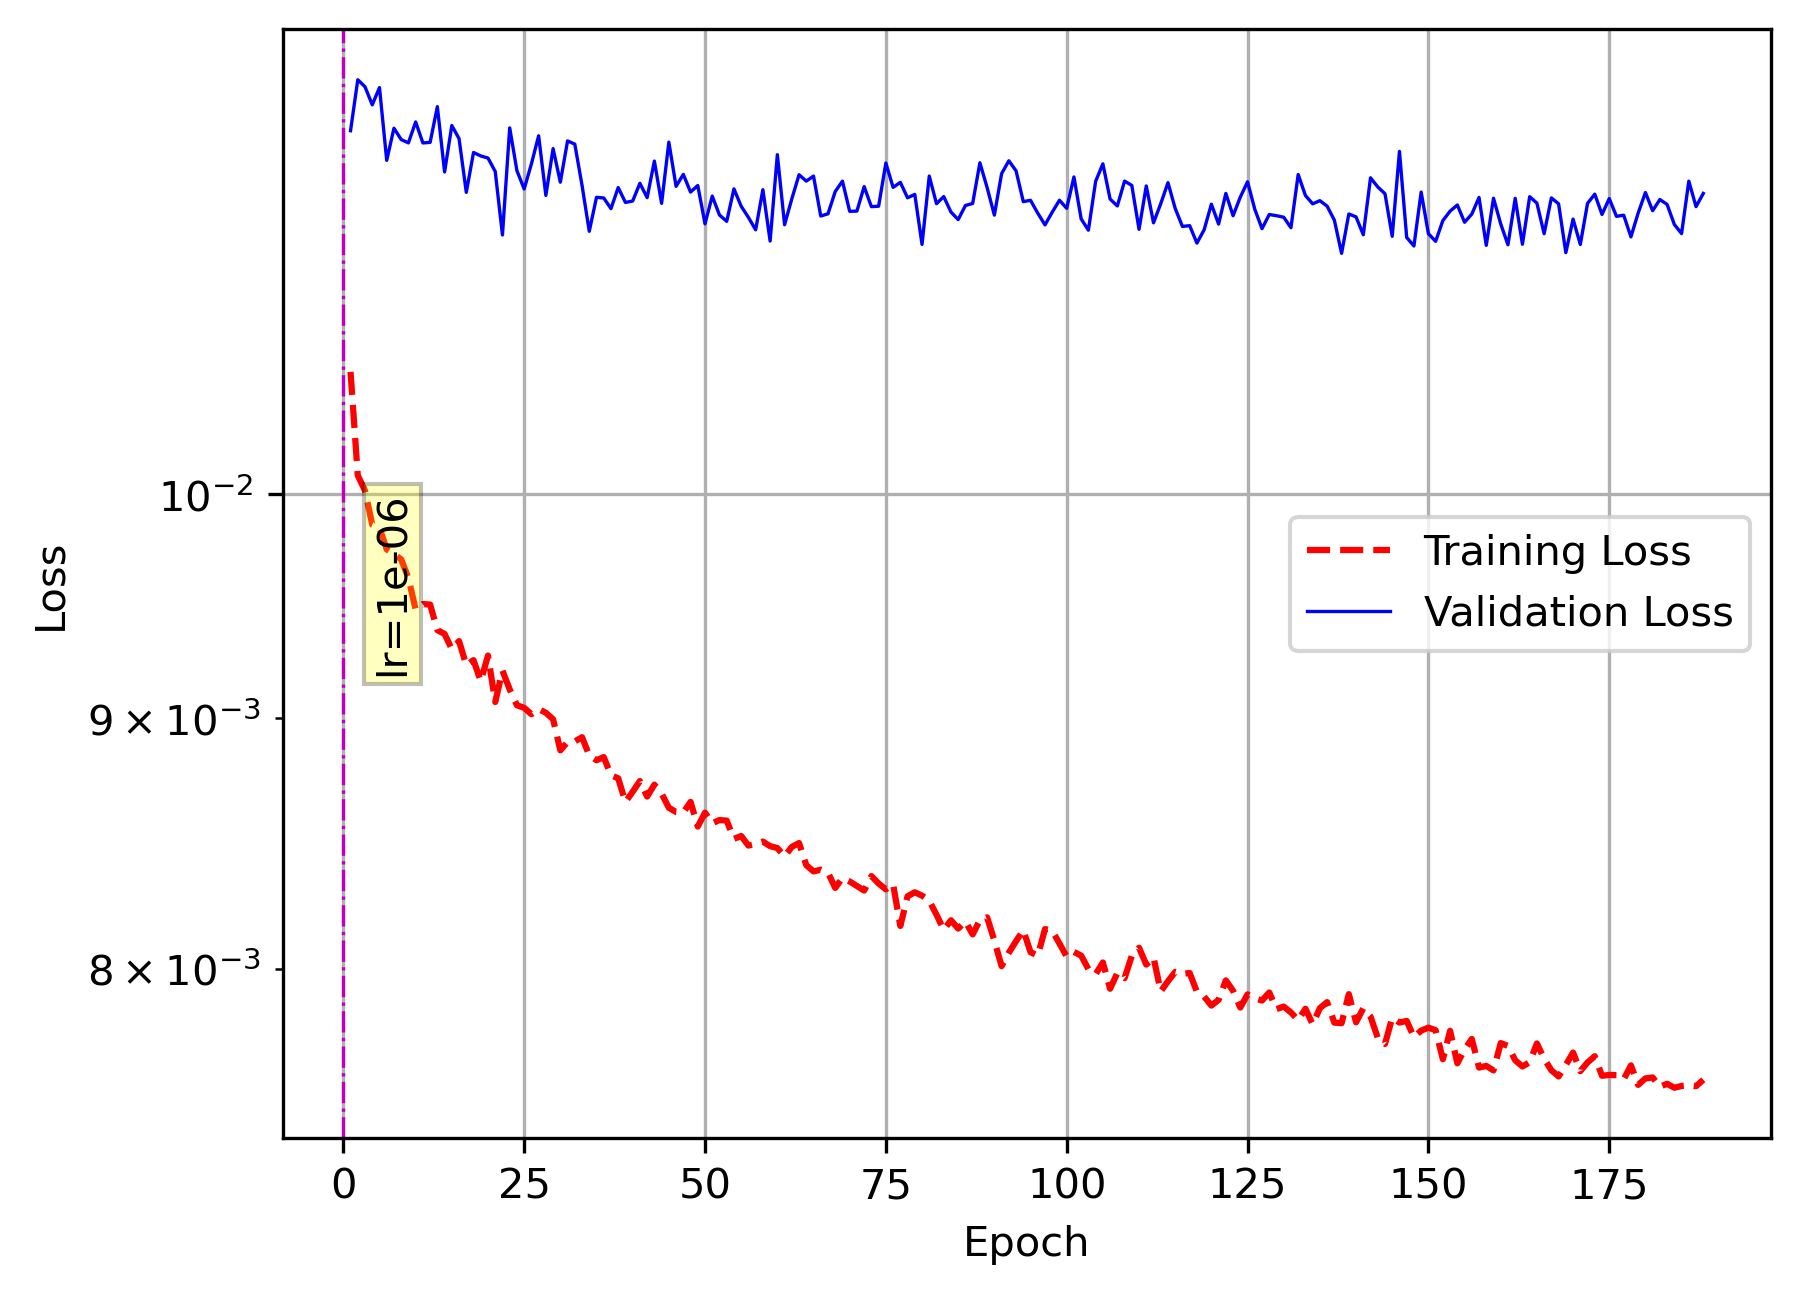 Loss
10⁻²
9 × 10⁻³
8 × 10⁻³
lr=1e-06
Training Loss
Validation Loss
0 25 50 75 100 125 150 175
Epoch